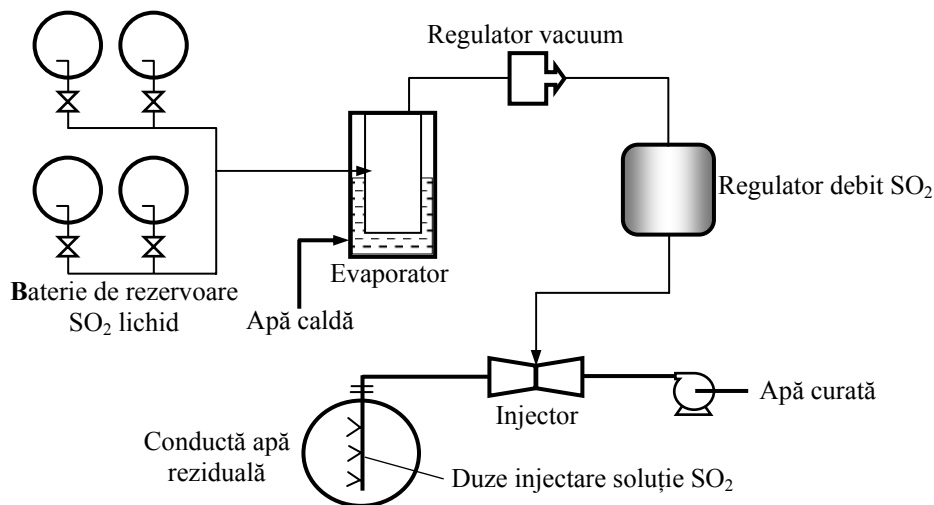 Regulator vacuum
Regulator debit SO₂
Evaporator
Baterie de rezervoare
SO₂ lichid
Apă caldă
Apă curată
Injector
Conductă apă
reziduală
Duze injectare soluție SO₂